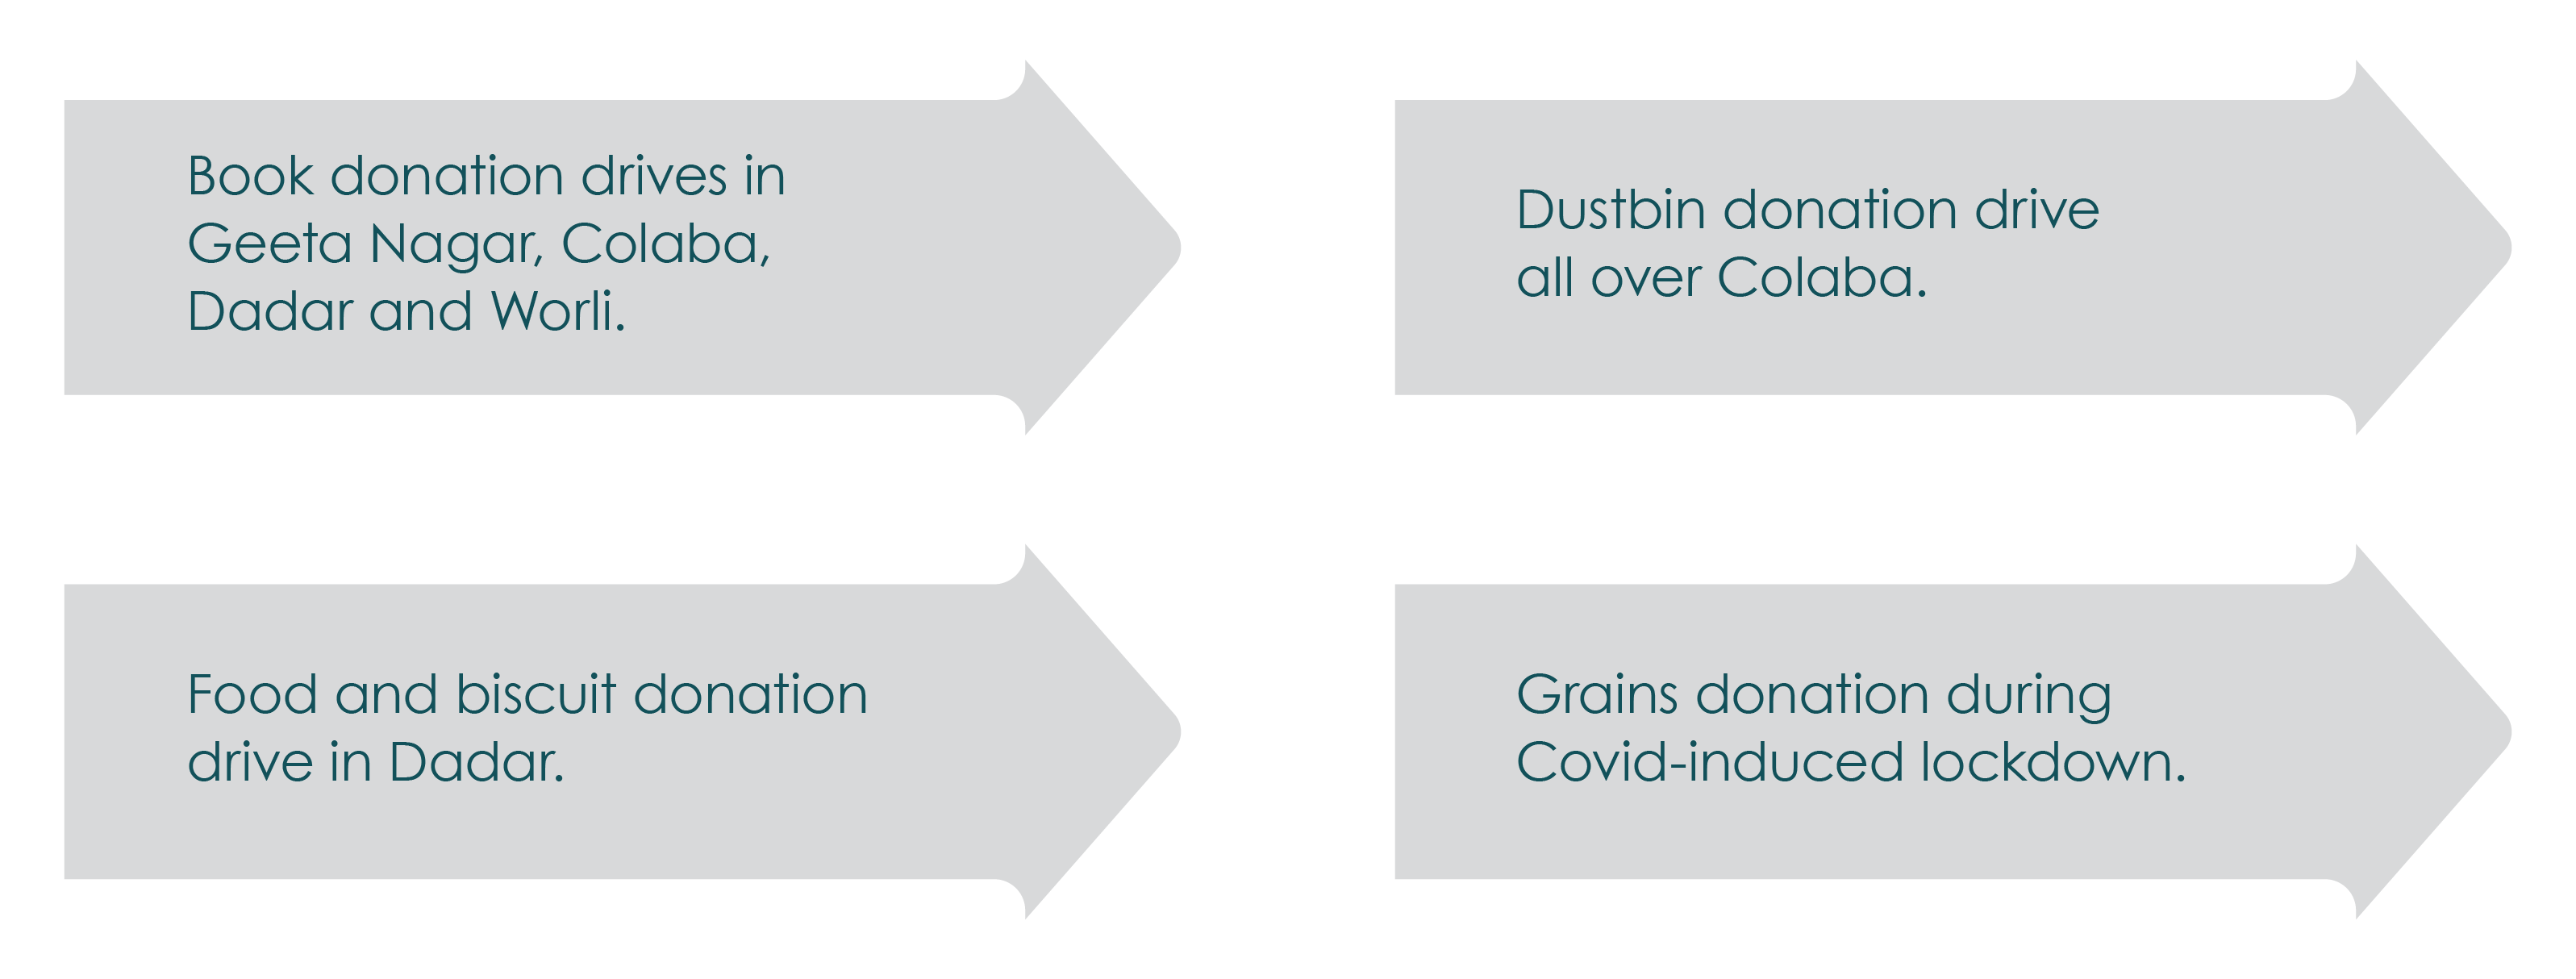 Book donation drives in
Geeta Nagar, Colaba,
Dadar and Worli.
Dustbin donation drive
all over Colaba.
Food and biscuit donation
drive in Dadar.
Grains donation during
Covid-induced lockdown.